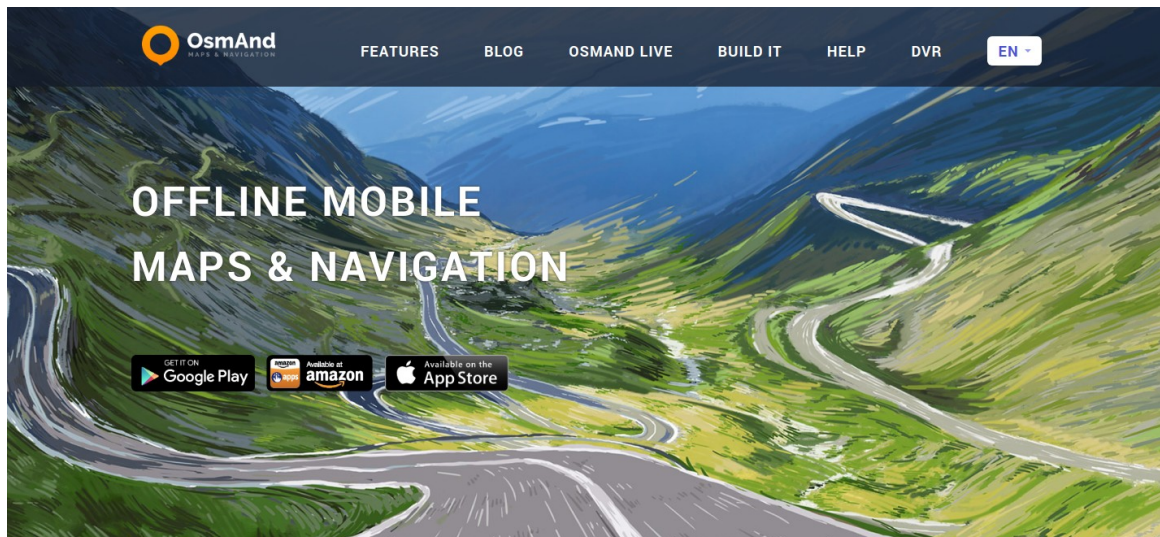 OsmAnd
MAPS & NAVIGATION
FEATURES BLOG OSMAND LIVE BUILD IT HELP DVR EN
OFFLINE MOBILE
MAPS & NAVIGATION
GET IT ON
Google Play
amazon
apps
Available at
amazon
Available on the
App Store